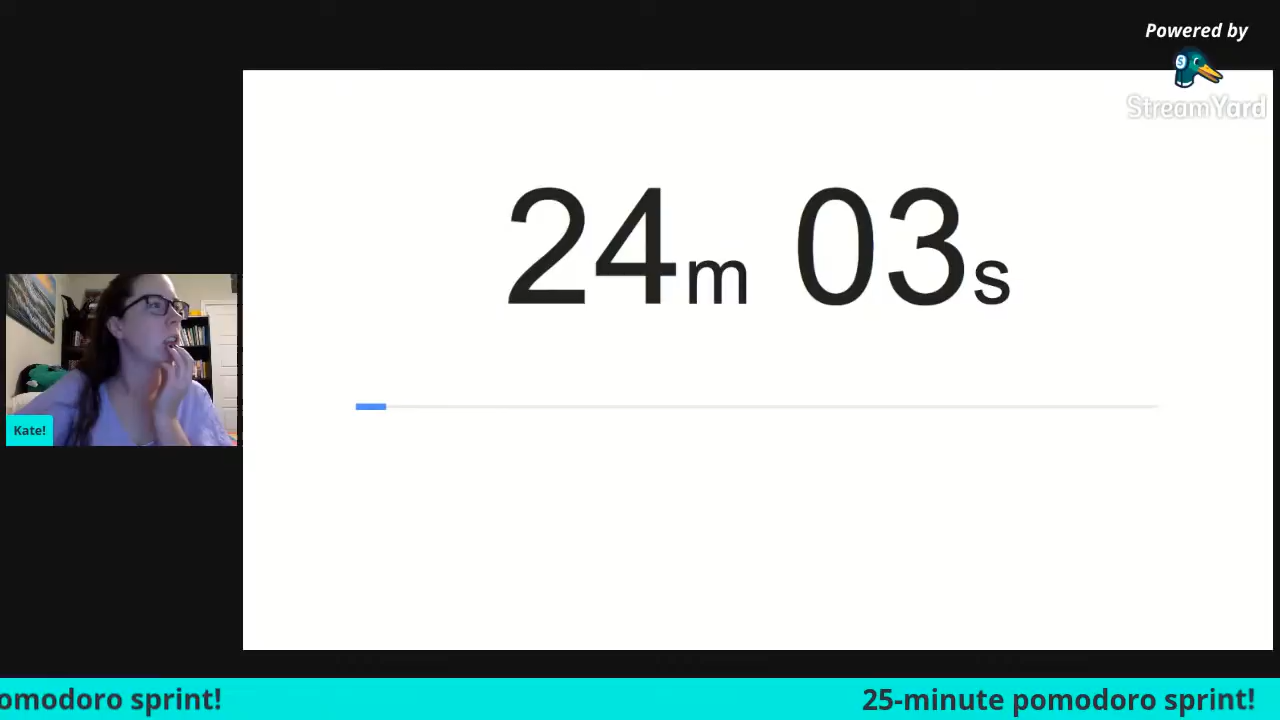 Powered by
StreamYard
24m 03s
Kate!
omodoro sprint!
25-minute pomodoro sprint!